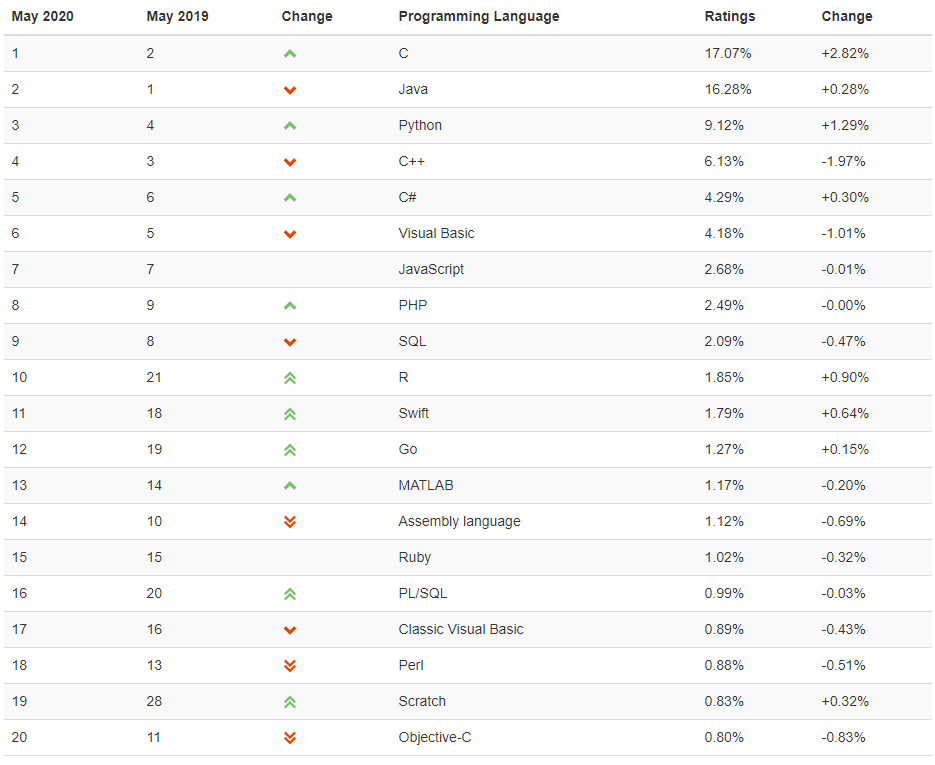 May 2020 May 2019 Change Programming Language Ratings Change
1 2 C 17.07% +2.82%
2 1 Java 16.28% +0.28%
3 4 Python 9.12% +1.29%
4 3 C++ 6.13% -1.97%
5 6 C# 4.29% +0.30%
6 5 Visual Basic 4.18% -1.01%
7 7 JavaScript 2.68% -0.01%
8 9 PHP 2.49% -0.00%
9 8 SQL 2.09% -0.47%
10 21 R 1.85% +0.90%
11 18 Swift 1.79% +0.64%
12 19 Go 1.27% +0.15%
13 14 MATLAB 1.17% -0.20%
14 10 Assembly language 1.12% -0.69%
15 15 Ruby 1.02% -0.32%
16 20 PL/SQL 0.99% -0.03%
17 16 Classic Visual Basic 0.89% -0.43%
18 13 Perl 0.88% -0.51%
19 28 Scratch 0.83% +0.32%
20 11 Objective-C 0.80% -0.83%